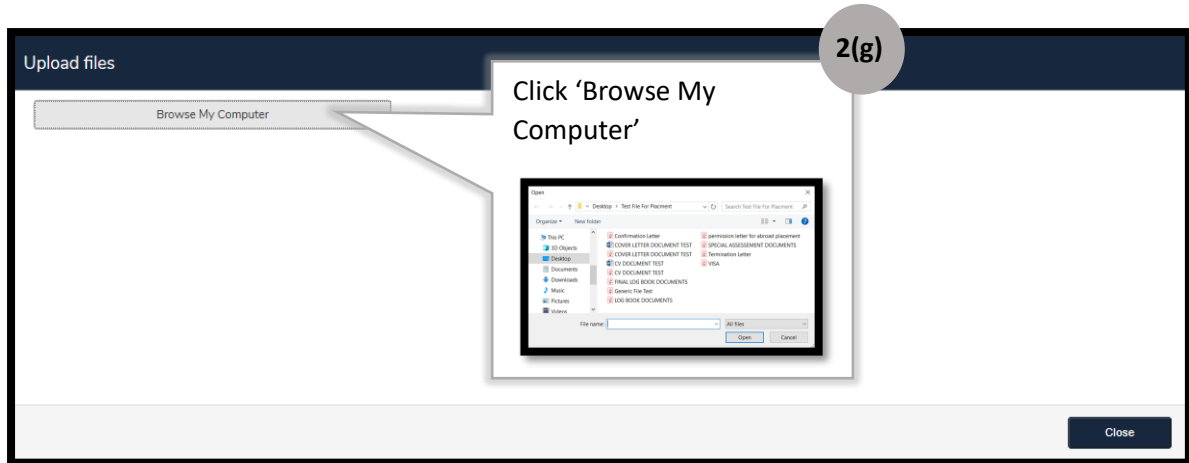 2(g)
Upload files
Browse My Computer
Click ‘Browse My
Computer’
Open
Desktop › Test File For Placment
Search Test File For Placment
Organize
New folder
This PC
3D Objects
Desktop
Documents
Downloads
Music
Pictures
Videos
Confirmation Letter
COVER LETTER DOCUMENT TEST
COVER LETTER DOCUMENT TEST
CV DOCUMENT TEST
CV DOCUMENT TEST
FINAL LOG BOOK DOCUMENTS
Generic File Test
LOG BOOK DOCUMENTS
permission letter for abroad placement
SPECIAL ASSESSEMENT DOCUMENTS
Termination Letter
VISA
File name:
All files
Open
Cancel
Close